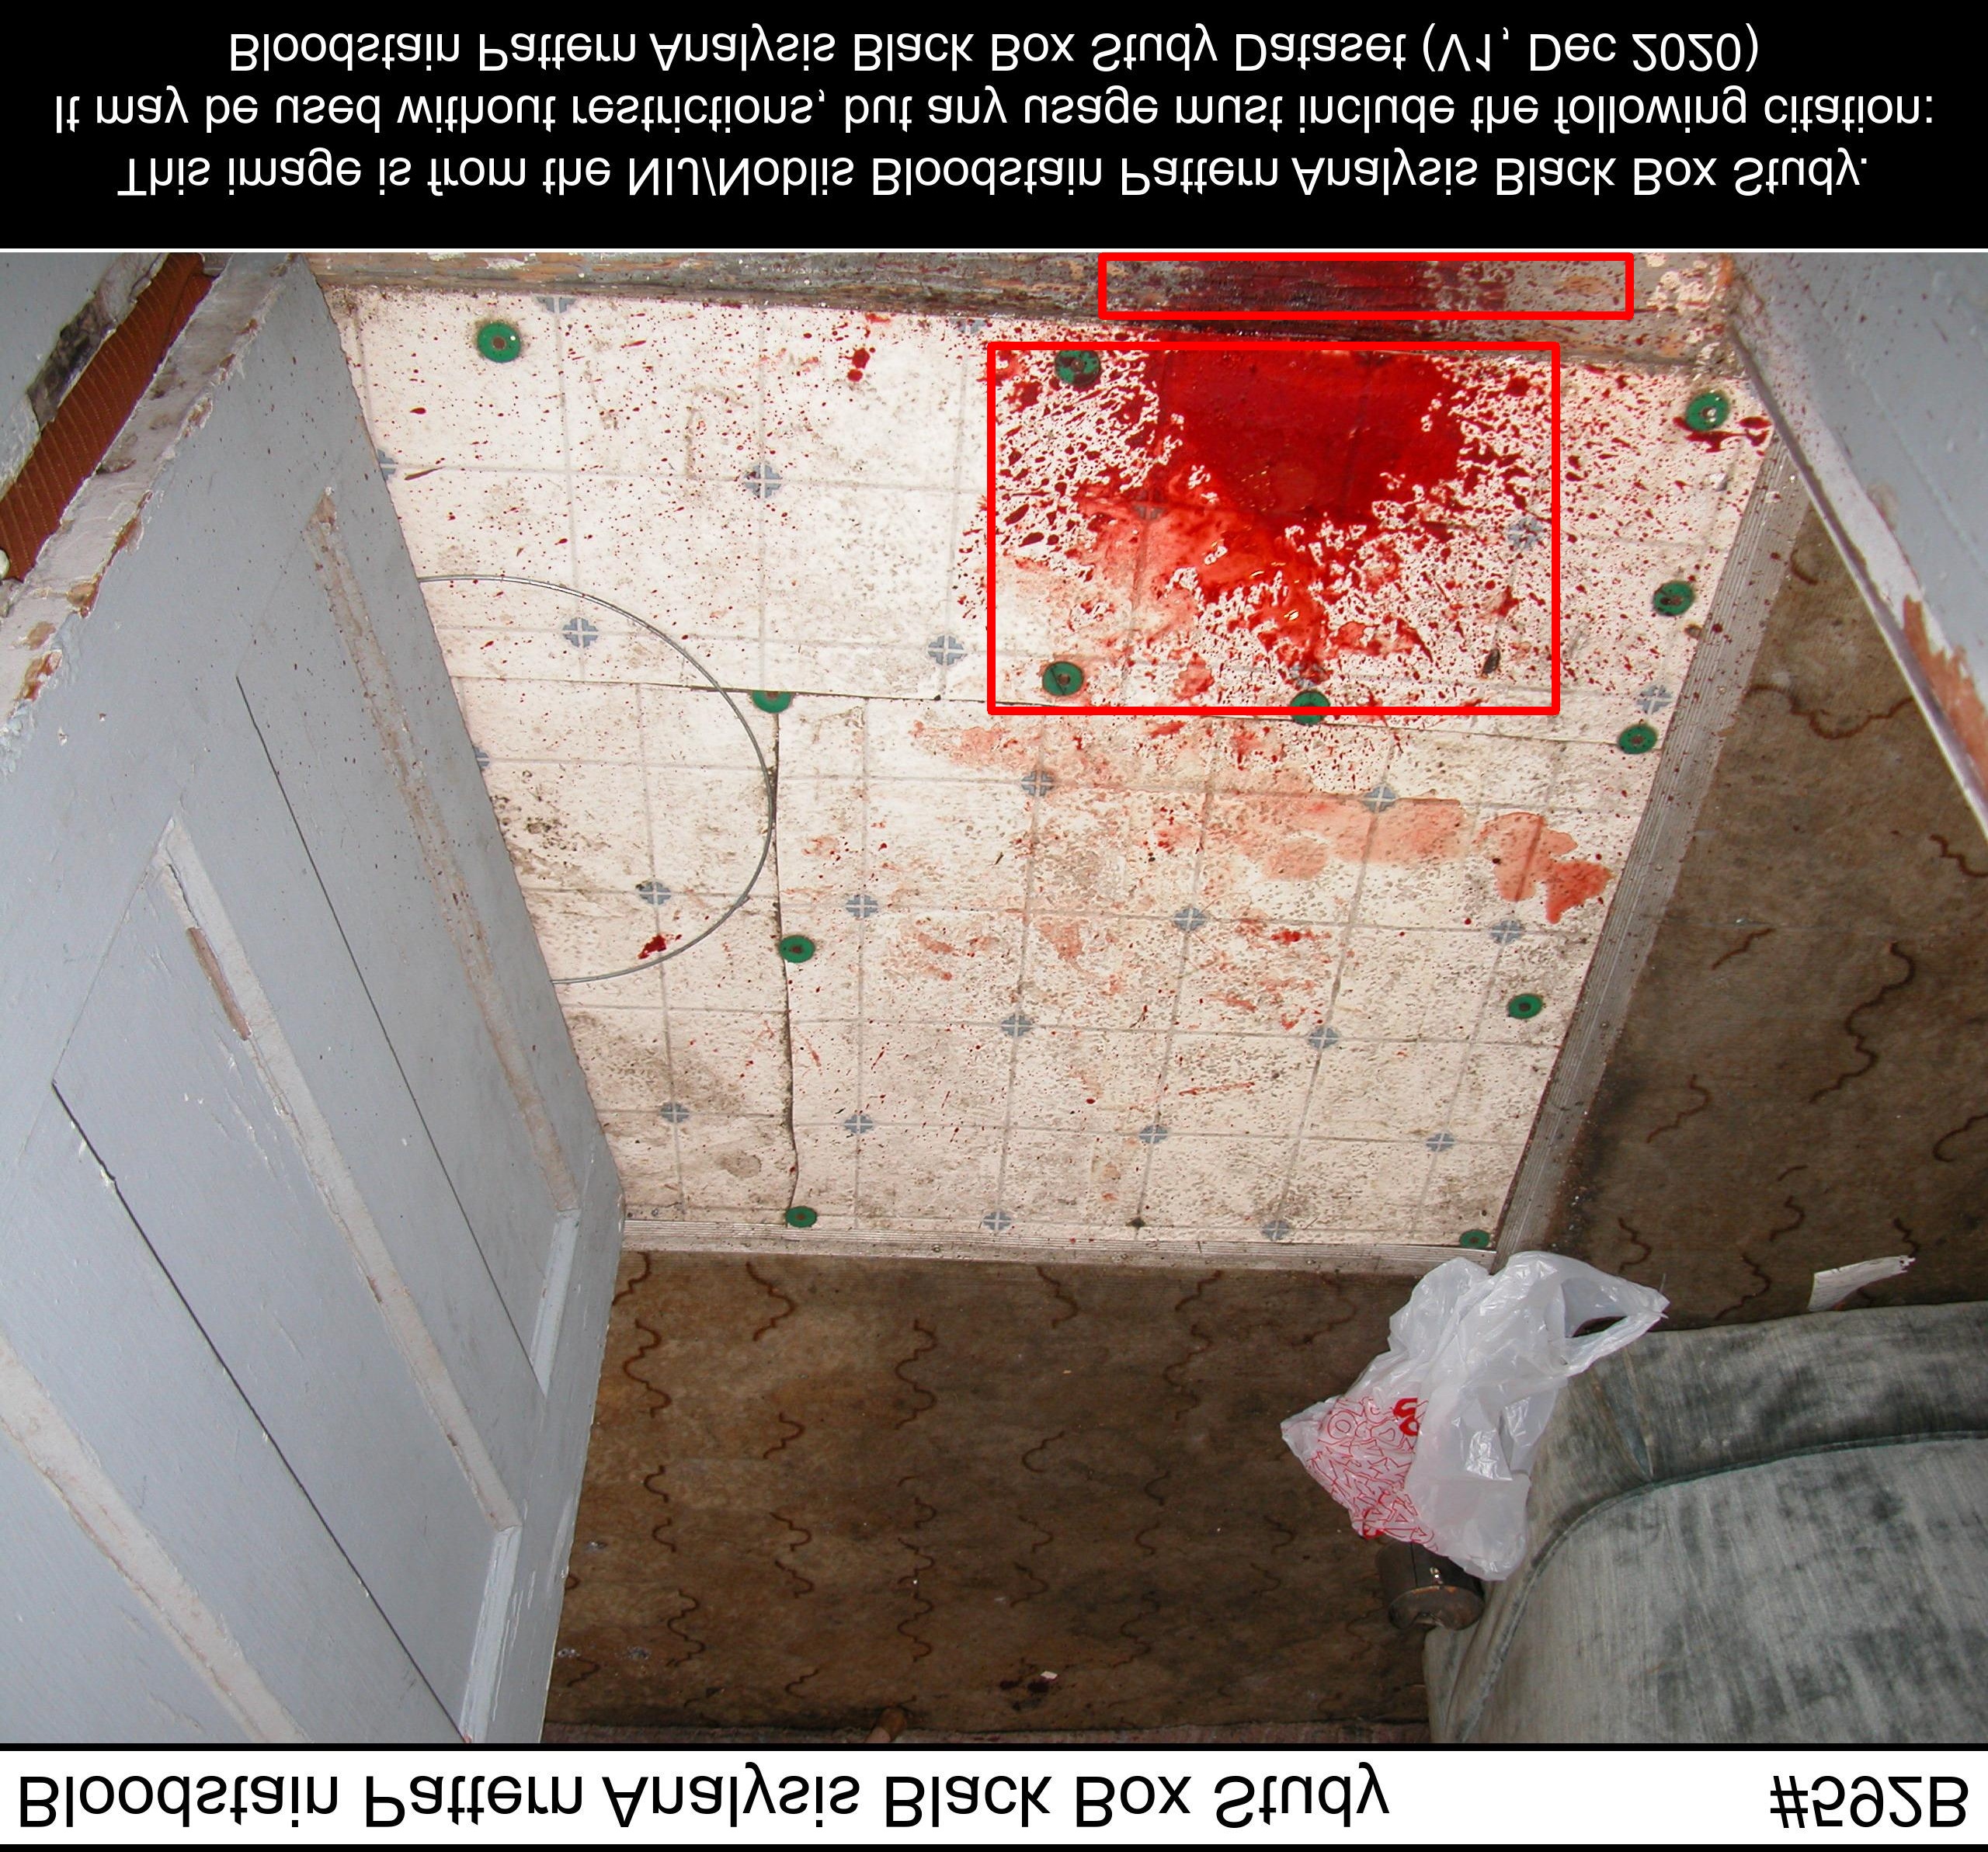 Bloodstain Pattern Analysis Black Box Study #592B
This image is from the NIJ/Noblis Bloodstain Pattern Analysis Black Box Study.
It may be used without restrictions, but any usage must include the following citation:
Bloodstain Pattern Analysis Black Box Study Dataset (V1, Dec 2020)